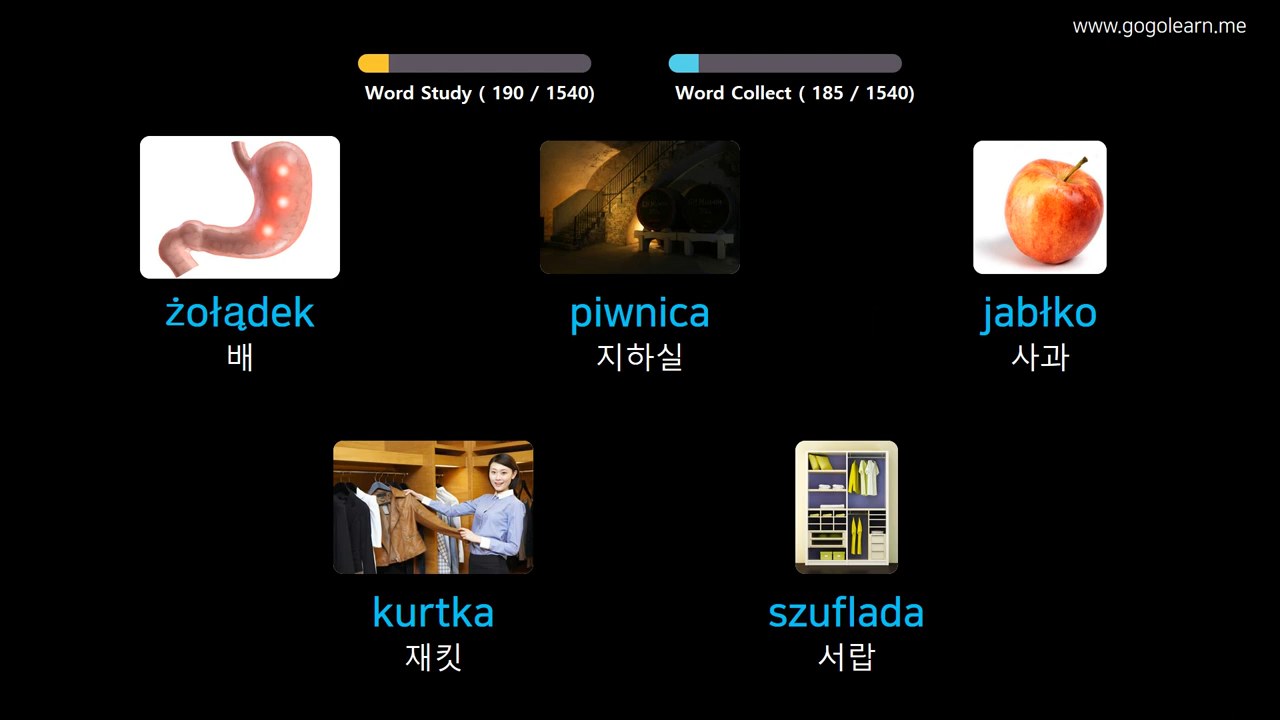 www.gogolearn.me
Word Study ( 190 / 1540)
Word Collect ( 185 / 1540)
żołądek
배
piwnica
지하실
jabłko
사과
kurtka
재킷
szuflada
서랍